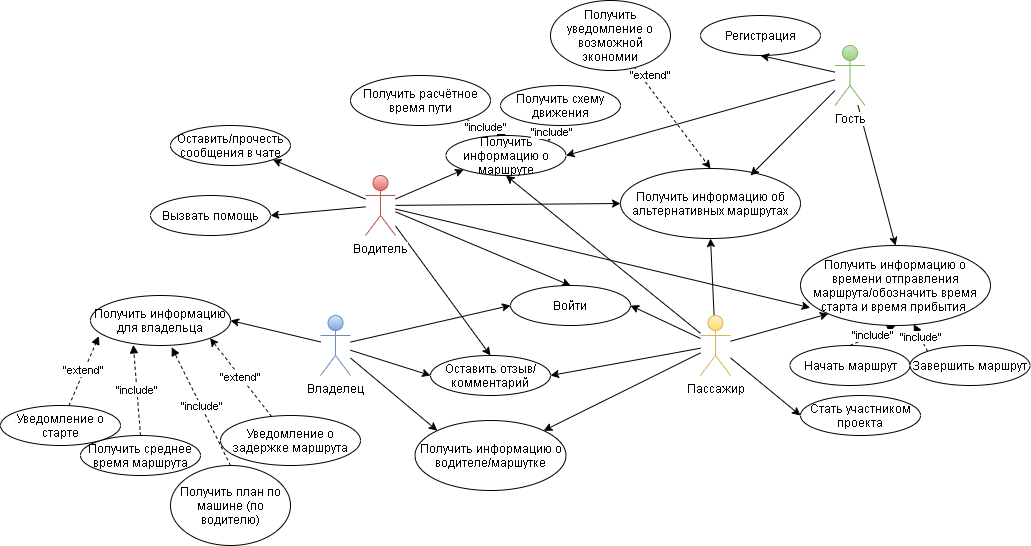 Получить
уведомление о
возможной
экономии
Регистрация
"extend"
Получить расчётное
время пути
Получить схему
движения
Гость
"include"
"include"
Оставить/прочесть
сообщения в чате
Получить
информацию о
маршруте
Получить информацию об
альтернативных маршрутах
Вызвать помощь
Водитель
Получить информацию о
времени отправления
маршрута/обозначить время
старта и время прибытия
Получить информацию
для владельца
Войти
"include"
"include"
Владелец
Оставить отзыв/
комментарий
Пассажир
Начать маршрут
Завершить маршрут
"extend"
"include"
"extend"
"include"
Стать участником
проекта
Уведомление о
старте
Получить среднее
время маршрута
Уведомление о
задержке маршрута
Получить информацию о
водителе/маршутке
Получить план по
машине (по
водителю)